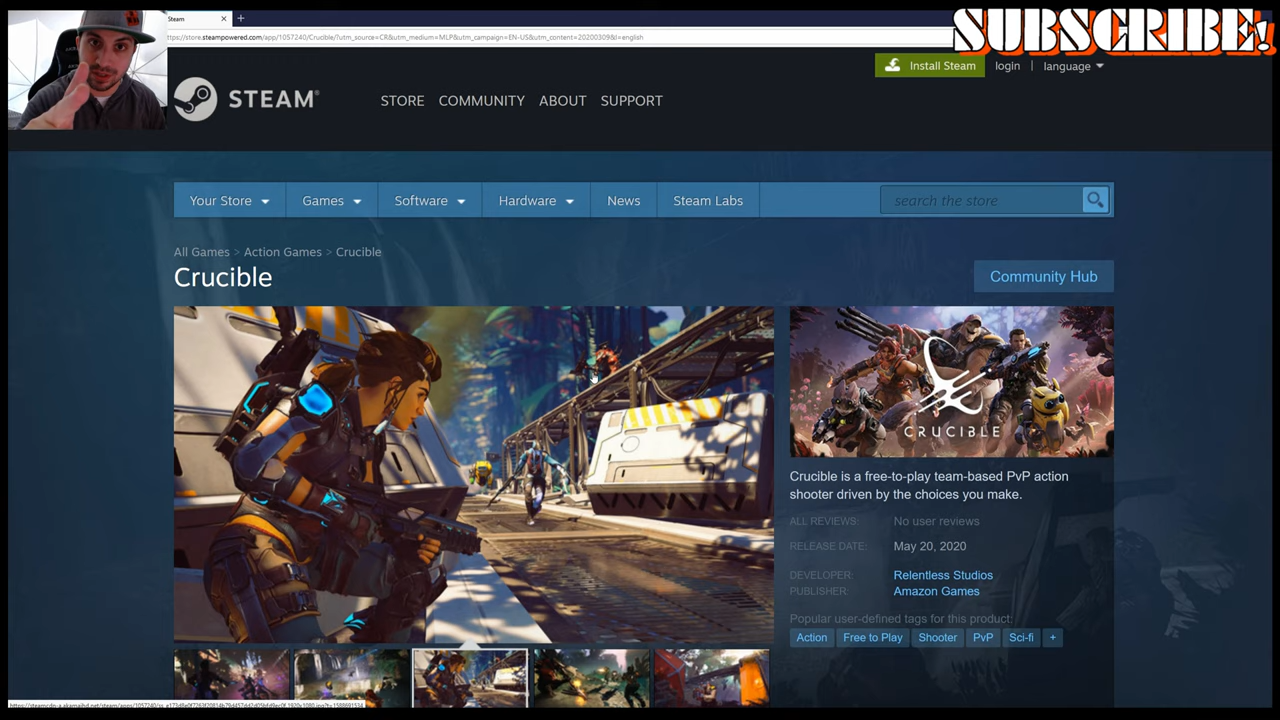 Steam
SUBSCRIBE!
https://store.steampowered.com/app/1057240/Crucible/?utm_source=CR&utm_medium=MLP&utm_campaign=EN-US&utm_content=20200309&l=english
Install Steam login | language
STEAM®
STORE COMMUNITY ABOUT SUPPORT
Your Store Games Software Hardware News Steam Labs search the store
All Games > Action Games > Crucible
Crucible
Community Hub
CRUCIBLE
Crucible is a free-to-play team-based PvP action
shooter driven by the choices you make.
ALL REVIEWS: No user reviews
RELEASE DATE: May 20, 2020
DEVELOPER: Relentless Studios
PUBLISHER: Amazon Games
Popular user-defined tags for this product:
Action Free to Play Shooter PvP Sci-fi +